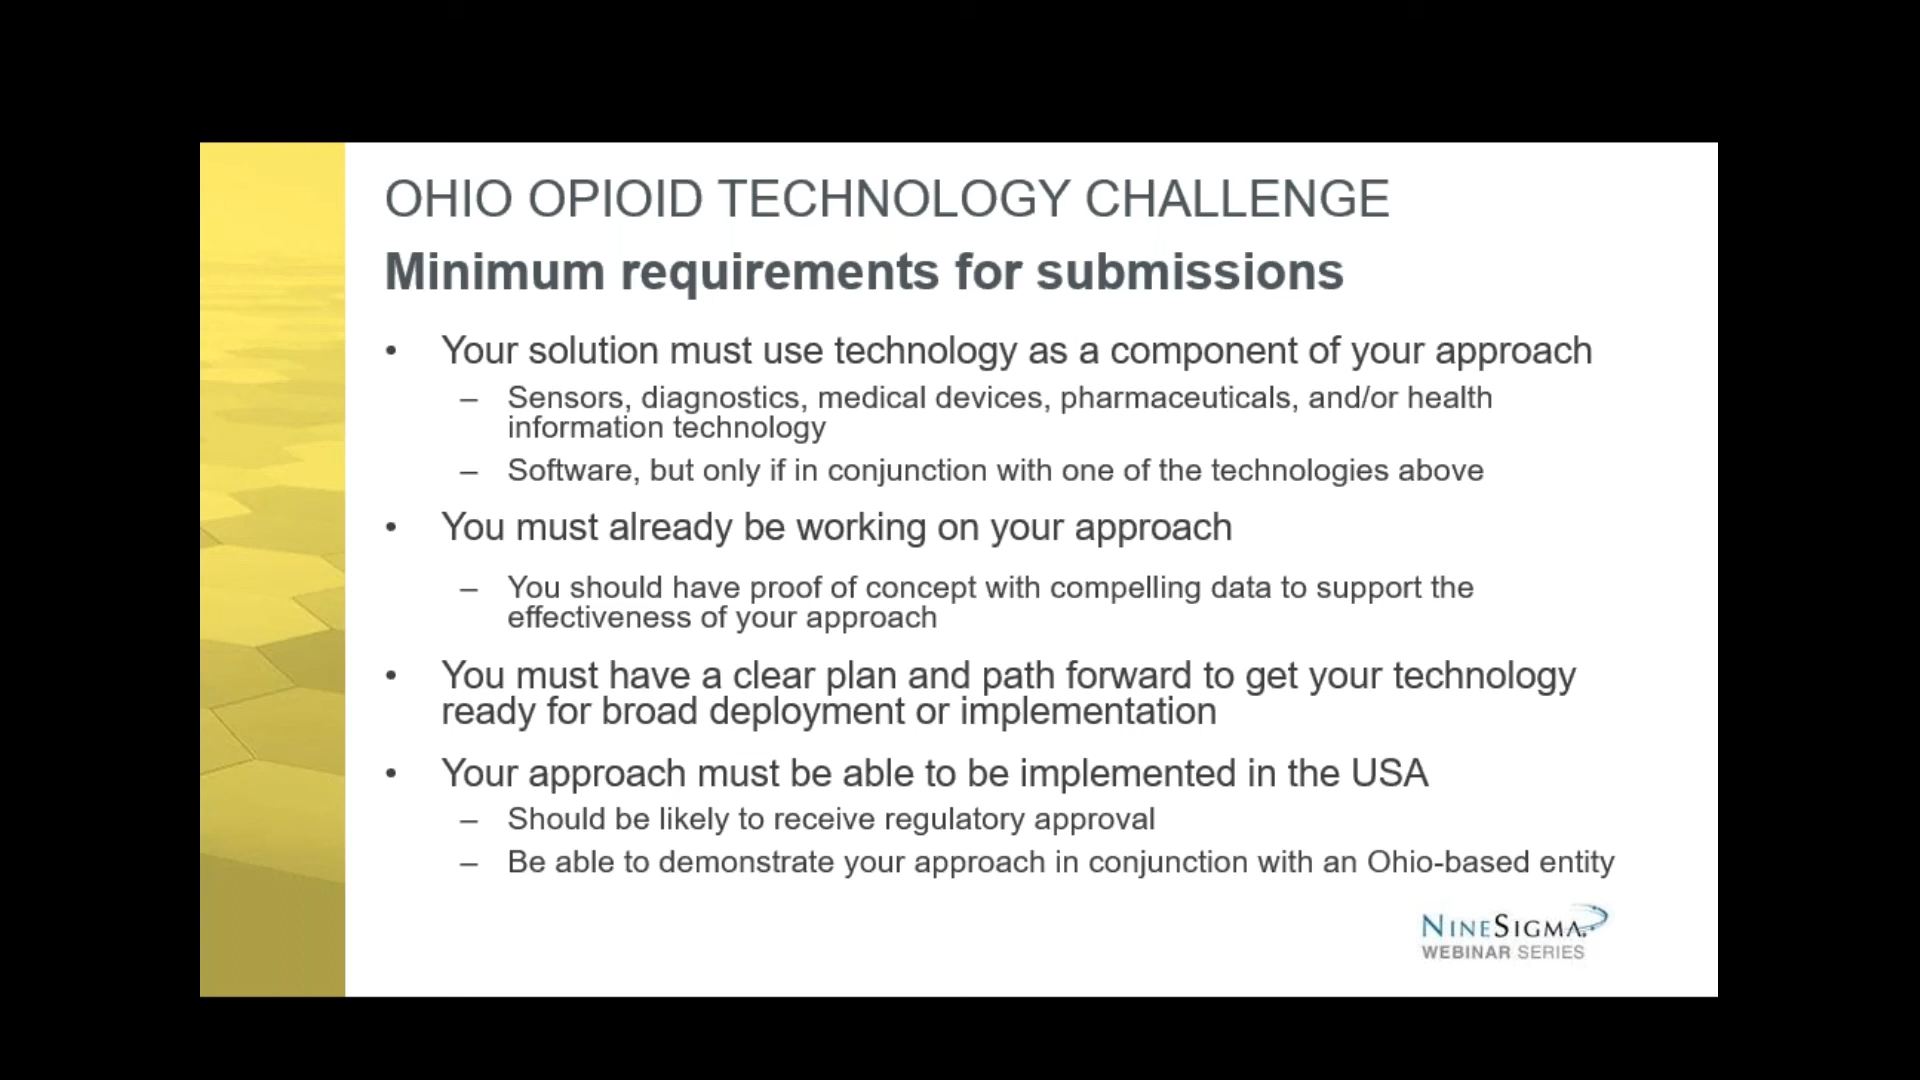 OHIO OPIOID TECHNOLOGY CHALLENGE
Minimum requirements for submissions
• Your solution must use technology as a component of your approach
– Sensors, diagnostics, medical devices, pharmaceuticals, and/or health
information technology
– Software, but only if in conjunction with one of the technologies above
• You must already be working on your approach
– You should have proof of concept with compelling data to support the
effectiveness of your approach
• You must have a clear plan and path forward to get your technology
ready for broad deployment or implementation
• Your approach must be able to be implemented in the USA
– Should be likely to receive regulatory approval
– Be able to demonstrate your approach in conjunction with an Ohio-based entity
NINESIGMA
WEBINAR SERIES